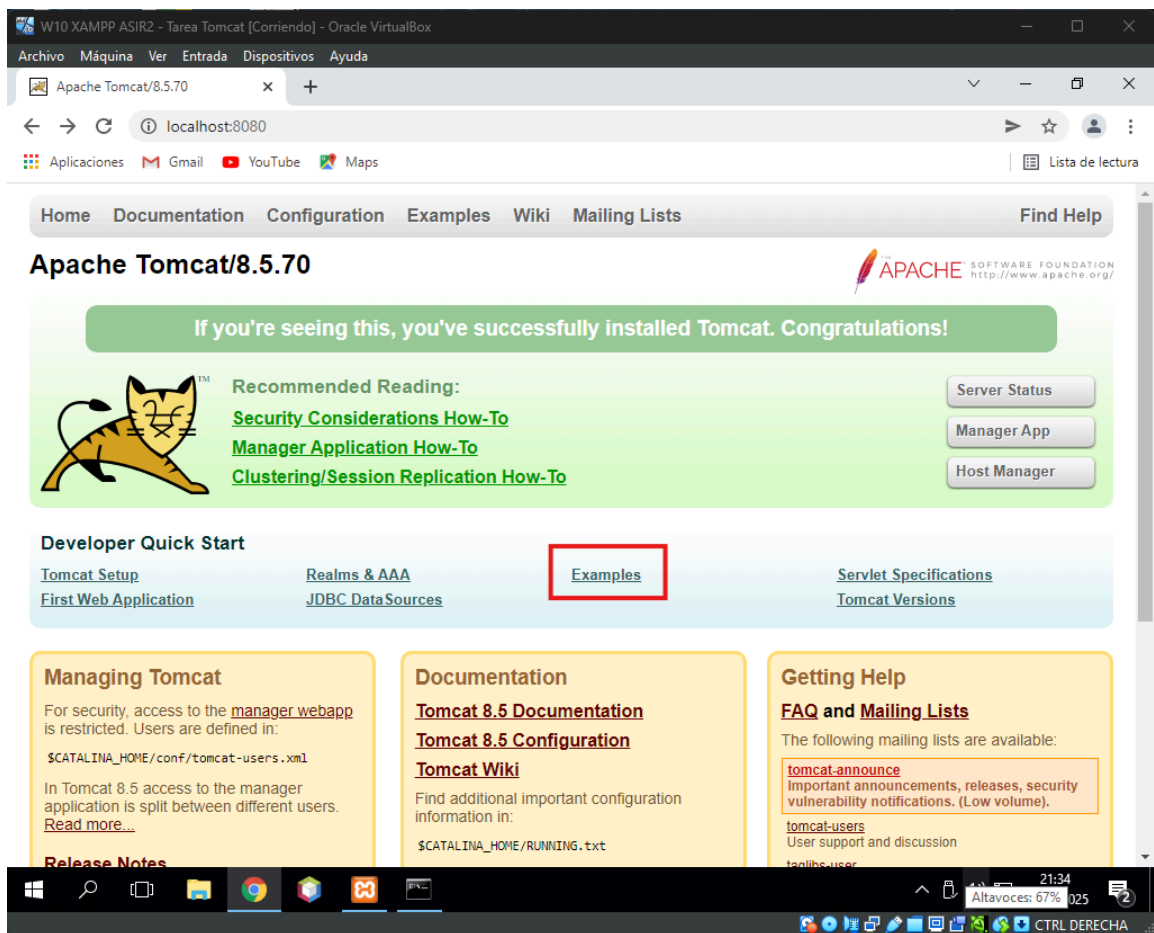 W10 XAMPP ASIR2 - Tarea Tomcat [Corriendo] - Oracle VirtualBox
Archivo Máquina Ver Entrada Dispositivos Ayuda
Apache Tomcat/8.5.70
localhost:8080
Aplicaciones Gmail YouTube Maps Lista de lectura
Home Documentation Configuration Examples Wiki Mailing Lists Find Help
Apache Tomcat/8.5.70
THE APACHE SOFTWARE FOUNDATION
http://www.apache.org/
If you're seeing this, you've successfully installed Tomcat. Congratulations!
TM
Recommended Reading:
Security Considerations How-To
Manager Application How-To
Clustering/Session Replication How-To
Server Status
Manager App
Host Manager
Developer Quick Start
Tomcat Setup
First Web Application
Realms & AAA
JDBC DataSources
Examples
Servlet Specifications
Tomcat Versions
Managing Tomcat
For security, access to the manager webapp
is restricted. Users are defined in:
$CATALINA_HOME/conf/tomcat-users.xml
In Tomcat 8.5 access to the manager
application is split between different users.
Read more...
Release Notes
Documentation
Tomcat 8.5 Documentation
Tomcat 8.5 Configuration
Tomcat Wiki
Find additional important configuration
information in:
$CATALINA_HOME/RUNNING.txt
Getting Help
FAQ and Mailing Lists
The following mailing lists are available:
tomcat-announce
Important announcements, releases, security
vulnerability notifications. (Low volume).
tomcat-users
User support and discussion
taglibs-user
21:34
Altavoces: 67% 025
2
CTRL DERECHA